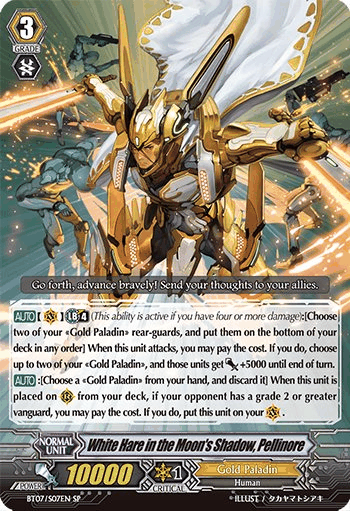 3
GRADE
Go forth, advance bravely! Send your thoughts to your allies.
AUTO【 】LB4 (This ability is active if you have four or more damage):[Choose
two of your «Gold Paladin» rear-guards, and put them on the bottom of your
deck in any order] When this unit attacks, you may pay the cost. If you do, choose
up to two of your «Gold Paladin», and those units get +5000 until end of turn.
AUTO :[Choose a «Gold Paladin» from your hand, and discard it] When this unit is
placed on from your deck, if your opponent has a grade 2 or greater
vanguard, you may pay the cost. If you do, put this unit on your .
NORMAL
UNIT
White Hare in the Moon's Shadow, Pellinore
POWER
10000
1
CRITICAL
Gold Paladin
Human
BT07/S07EN SP
ILLUST / タカヤマトシアキ